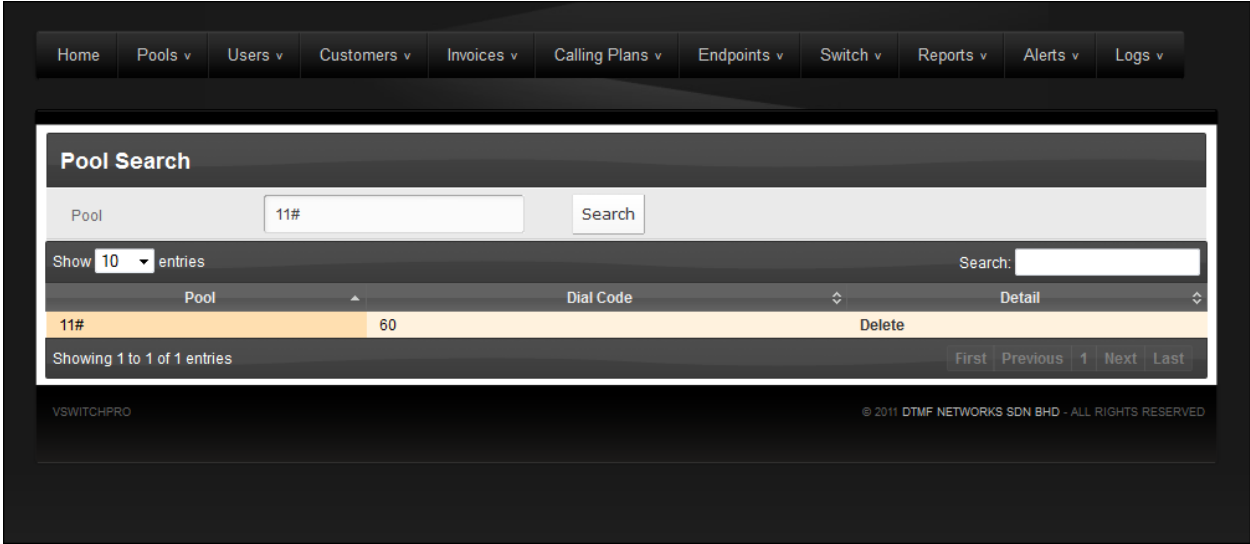 Home Pools v Users v Customers v Invoices v Calling Plans v Endpoints v Switch v Reports v Alerts v Logs v
Pool Search
Pool 11# Search
Show 10 entries Search:
Pool Dial Code Detail
11# 60 Delete
Showing 1 to 1 of 1 entries First Previous 1 Next Last
VSWITCHPRO © 2011 DTMF NETWORKS SDN BHD - ALL RIGHTS RESERVED